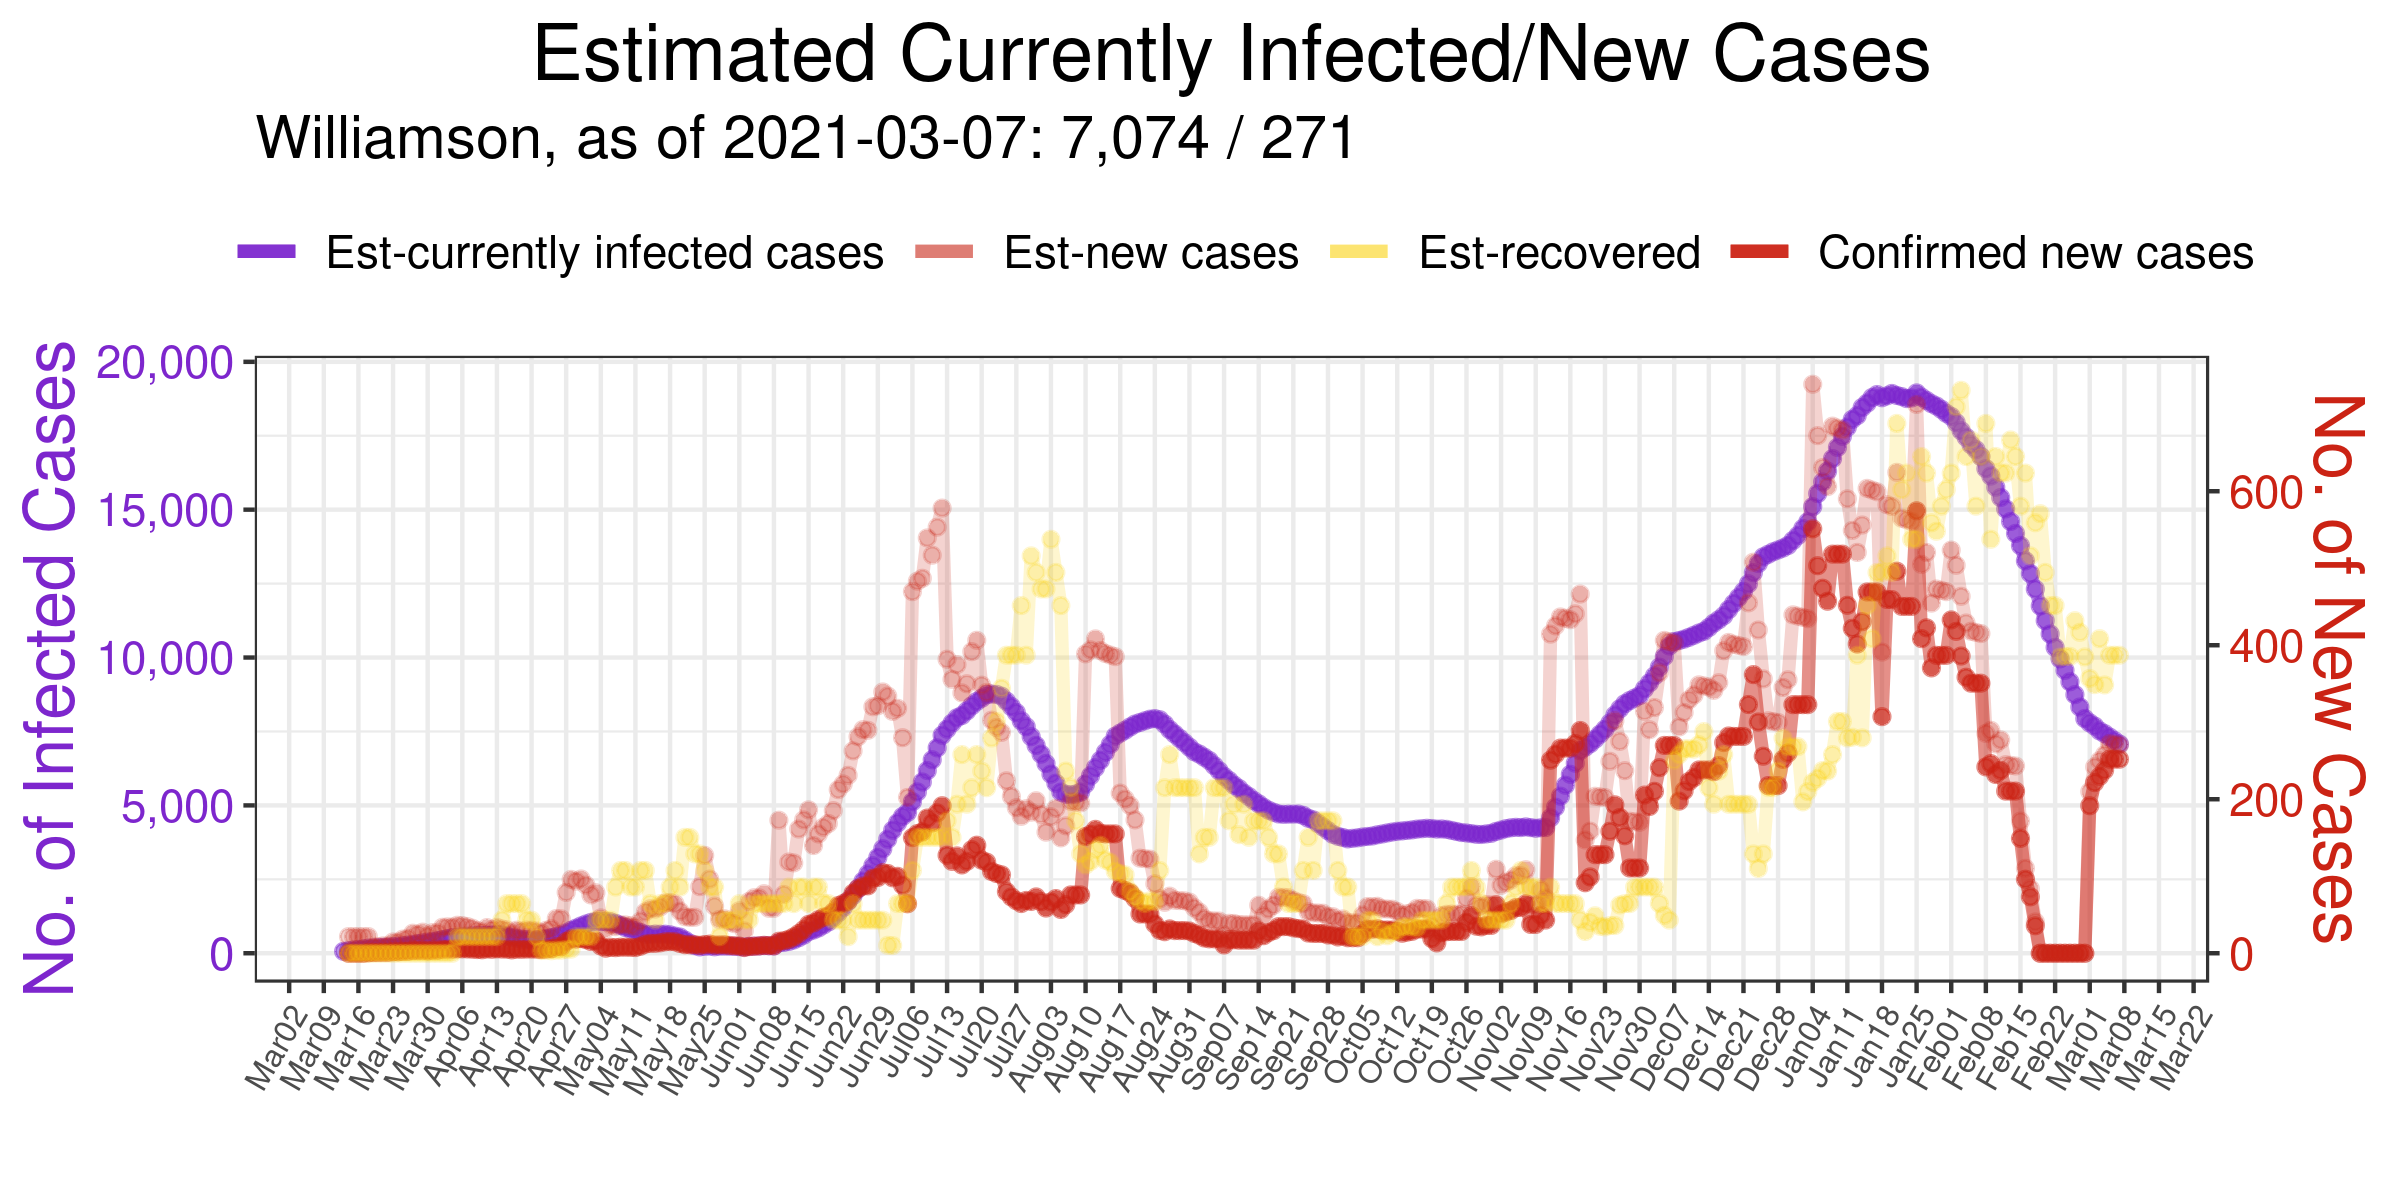 Estimated Currently Infected/New Cases
Williamson, as of 2021-03-07: 7,074 / 271
Est-currently infected cases Est-new cases Est-recovered Confirmed new cases
No. of Infected Cases
20,000
15,000
10,000
5,000
0
600
400
200
0
No. of New Cases
Mar02 Mar09 Mar16 Mar23 Mar30 Apr06 Apr13 Apr20 Apr27 May04 May11 May18 May25 Jun01 Jun08 Jun15 Jun22 Jun29 Jul06 Jul13 Jul20 Jul27 Aug03 Aug10 Aug17 Aug24 Aug31 Sep07 Sep14 Sep21 Sep28 Oct05 Oct12 Oct19 Oct26 Nov02 Nov09 Nov16 Nov23 Nov30 Dec07 Dec14 Dec21 Dec28 Jan04 Jan11 Jan18 Jan25 Feb01 Feb08 Feb15 Feb22 Mar01 Mar08 Mar15 Mar22